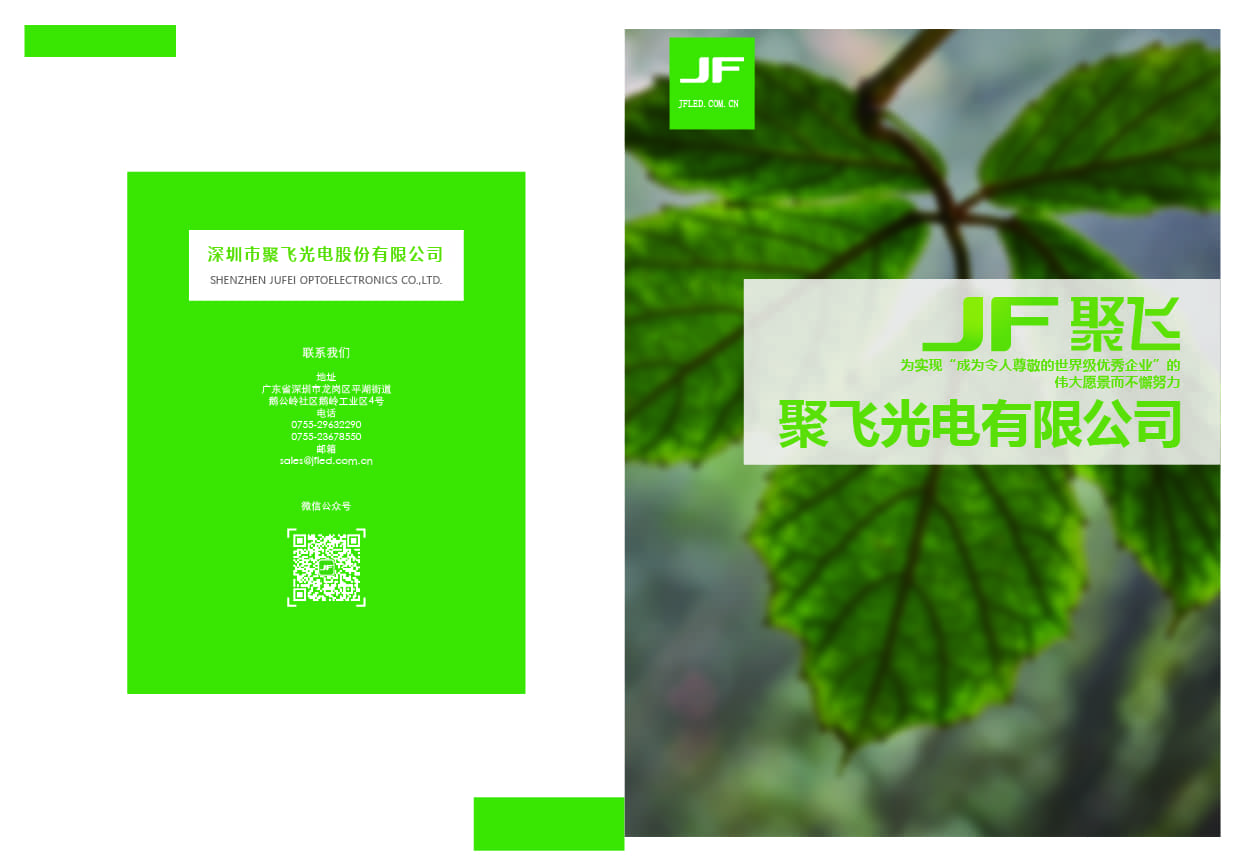 深圳市聚飞光电股份有限公司
SHENZHEN JUFEI OPTOELECTRONICS CO.,LTD.
联系我们
地址
广东省深圳市龙岗区平湖街道
鹅公岭社区鹅岭工业区4号
电话
0755-29632290
0755-23678550
邮箱
sales@jfled.com.cn
微信公众号
JF
JF
JFLED.COM.CN
JF 聚飞
为实现“成为令人尊敬的世界级优秀企业”的
伟大愿景而不懈努力
聚飞光电有限公司